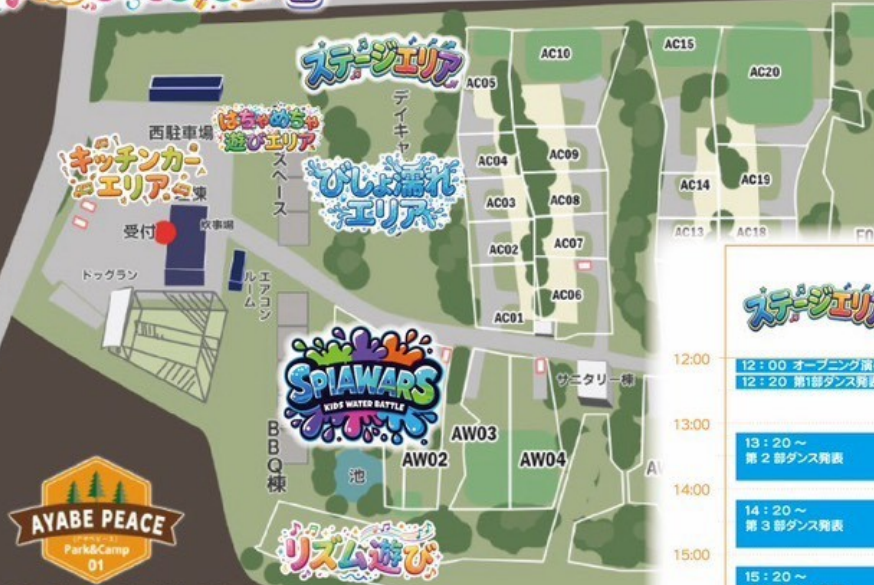 ステージエリア
AC10
AC15
AC20
AC05
デイキャ
西駐車場
はちゃめちゃ
遊びエリア
キッチンカー
エリア
スペース
びしょ濡れ
エリア
AC04
AC09
AC03
AC08
AC14
AC19
受付
炊事場
棟
AC02
AC07
AC13
AC18
ドッグラン
エアコン
ルーム
AC06
AC01
SPLAWARS
KIDS WATER BATTLE
サニタリー棟
BBQ棟
AW02
AW03
AW04
池
リズム遊び
AYABE PEACE
Park&Camp
01
ステージエリア
12:00
12:00 オープニング演
12:20 第1部ダンス発表
13:00
13:20～
第2部ダンス発表
14:00
14:20～
第3部ダンス発表
15:00
15:20～